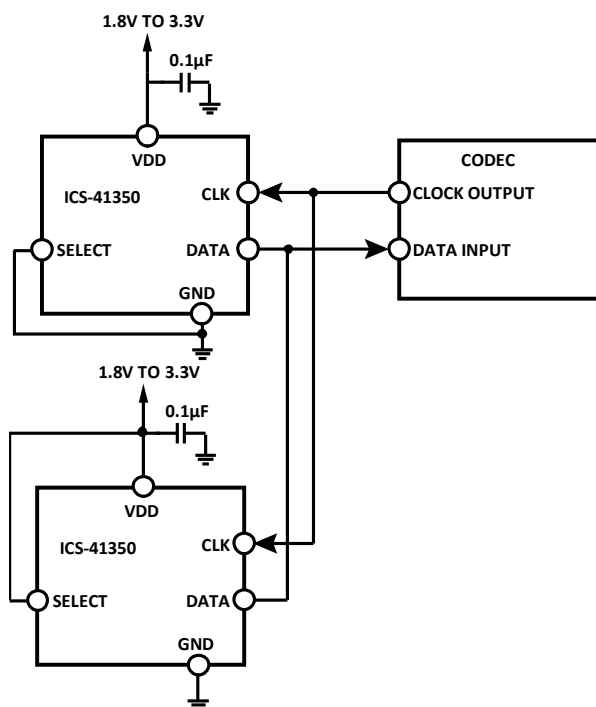 1.8V TO 3.3V
0.1µF
VDD
CODEC
ICS-41350
CLK
CLOCK OUTPUT
SELECT
DATA
DATA INPUT
GND
1.8V TO 3.3V
0.1µF
VDD
ICS-41350
CLK
SELECT
DATA
GND